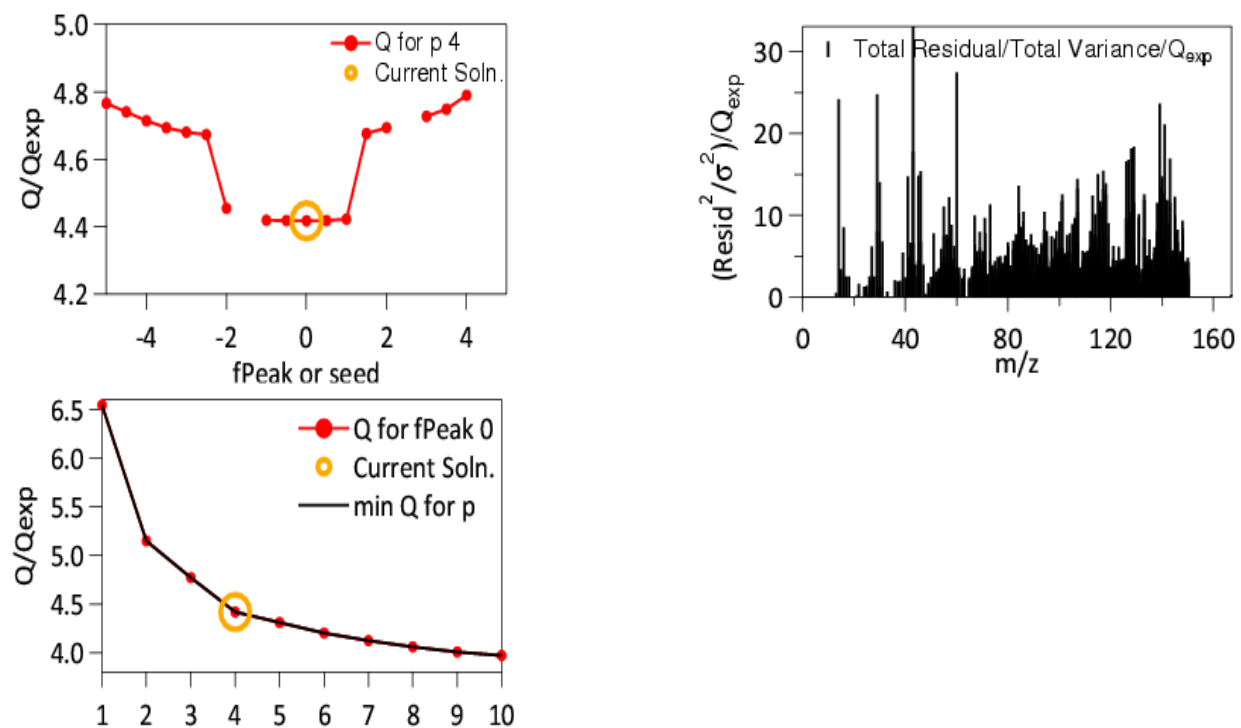 5.0
4.8
4.6
4.4
4.2
Q/Qexp
Q for p 4
Current Soln.
-4 -2 0 2 4
fPeak or seed
30
20
10
0
(Resid²/σ²)/Qexp
Total Residual/Total Variance/Qexp
0 40 80 120 160
m/z
6.5
6.0
5.5
5.0
4.5
4.0
Q/Qexp
Q for fPeak 0
Current Soln.
min Q for p
1 2 3 4 5 6 7 8 9 10